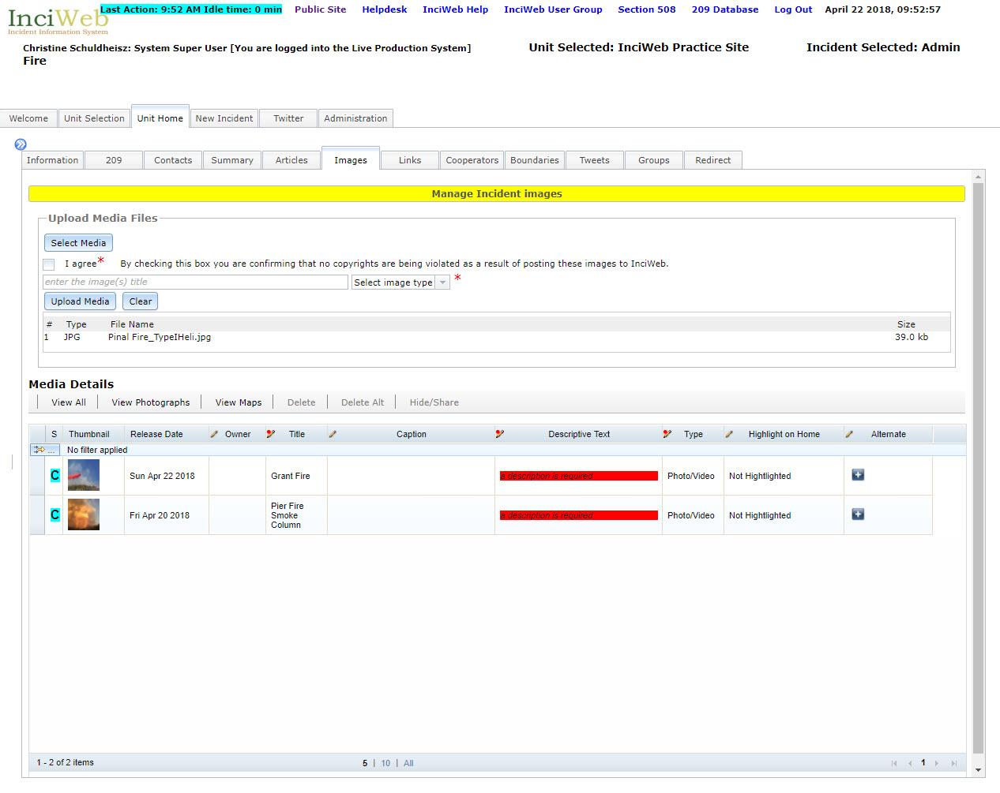 InciWeb
Incident Information System
Last Action: 9:52 AM Idle time: 0 min Public Site Helpdesk InciWeb Help InciWeb User Group Section 508 209 Database Log Out April 22 2018, 09:52:57
Christine Schuldheisz: System Super User [You are logged into the Live Production System] Unit Selected: InciWeb Practice Site Incident Selected: Admin
Fire
Welcome Unit Selection Unit Home New Incident Twitter Administration
Information 209 Contacts Summary Articles Images Links Cooperators Boundaries Tweets Groups Redirect
Manage Incident images
Upload Media Files
Select Media
I agree* By checking this box you are confirming that no copyrights are being violated as a result of posting these images to InciWeb.
enter the image(s) title Select image type *
Upload Media Clear
# Type File Name Size
1 JPG Pinal Fire_TypeIHeli.jpg 39.0 kb
Media Details
View All View Photographs View Maps Delete Delete Alt Hide/Share
S Thumbnail Release Date Owner Title Caption Descriptive Text Type Highlight on Home Alternate
... No filter applied
C Sun Apr 22 2018 Grant Fire a description is required Photo/Video Not Hightlighted
C Fri Apr 20 2018 Pier Fire Smoke Column a description is required Photo/Video Not Hightlighted
1 - 2 of 2 items 5 | 10 | All 1